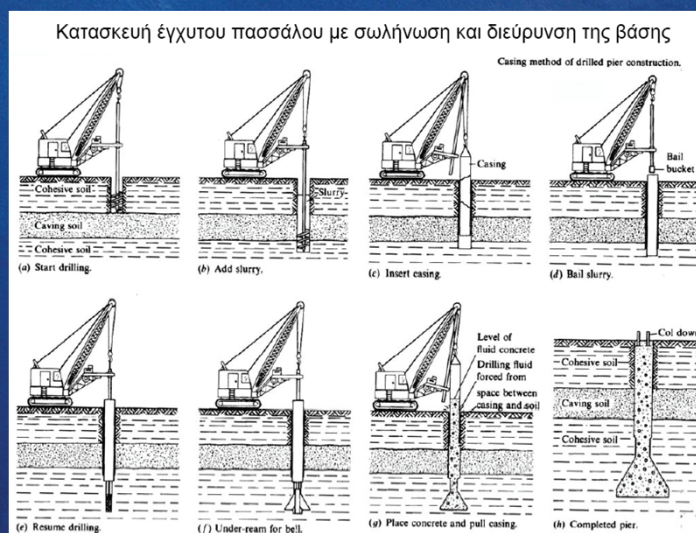 Κατασκευή έγχυτου πασσάλου με σωλήνωση και διεύρυνση της βάσης
Casing method of drilled pier construction.
Cohesive soil
Caving soil
Cohesive soil
(a) Start drilling.
Slurry
(b) Add slurry.
Casing
(c) Insert casing.
Bail
bucket
(d) Bail slurry.
(e) Resume drilling.
(f) Under-ream for bell.
Level of
fluid concrete
Drilling fluid
forced from
space between
casing and soil
(g) Place concrete and pull casing.
Col down
Cohesive soil
Caving soil
Cohesive soil
(h) Completed pier.